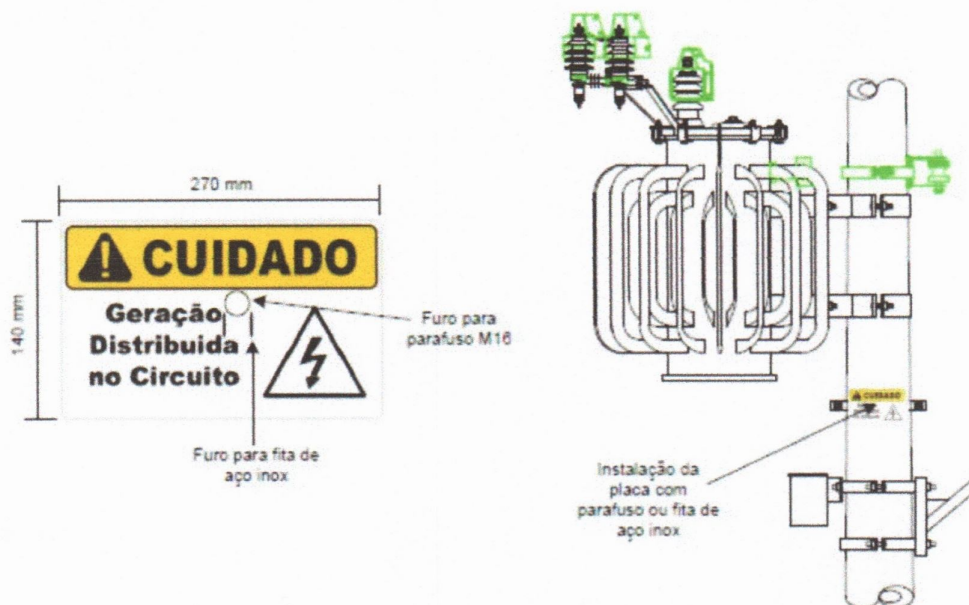 270 mm
140 mm
CUIDADO
Geração
Distribuida
no Circuito
Furo para
parafuso M16
Furo para fita de
aço inox
CUIDADO
Instalação da
placa com
parafuso ou fita de
aço inox